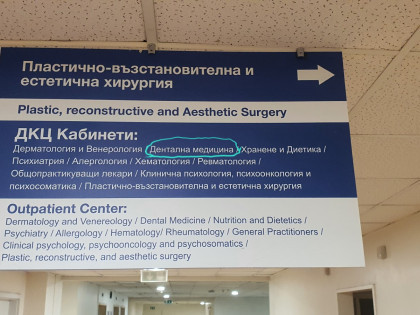 Пластично-възстановителна и
естетична хирургия
Plastic, reconstructive and Aesthetic Surgery
ДКЦ Кабинети:
Дерматология и Венерология / Дентална медицина / Хранене и Диетика /
Психиатрия / Алергология / Хематология / Ревматология /
Общопрактикуващи лекари / Клинична психология, психоонкология и
психосоматика / Пластично-възстановителна и естетична хирургия
Outpatient Center:
Dermatology and Venereology / Dental Medicine / Nutrition and Dietetics /
Psychiatry / Allergology / Hematology/ Rheumatology / General Practitioners /
Clinical psychology, psychooncology and psychosomatics /
Plastic, reconstructive, and aesthetic surgery